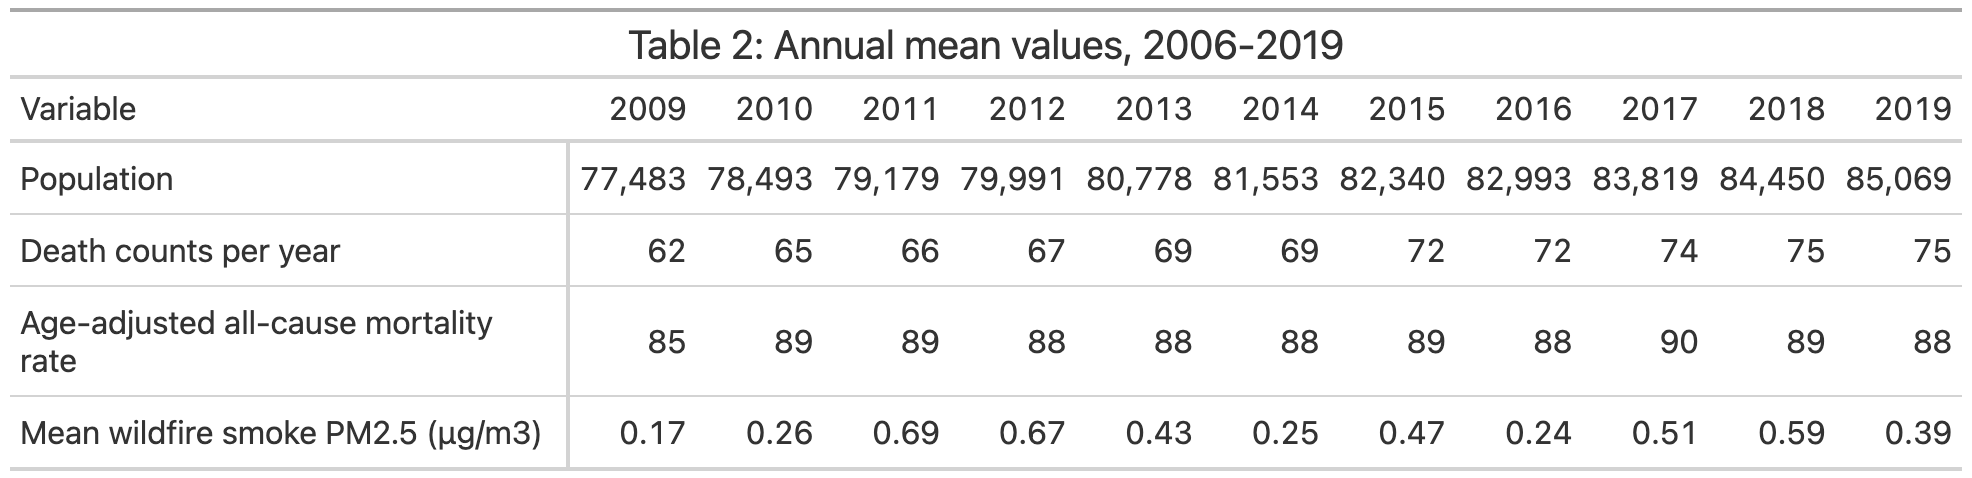 Table 2: Annual mean values, 2006-2019
Variable 2009 2010 2011 2012 2013 2014 2015 2016 2017 2018 2019
Population 77,483 78,493 79,179 79,991 80,778 81,553 82,340 82,993 83,819 84,450 85,069
Death counts per year 62 65 66 67 69 69 72 72 74 75 75
Age-adjusted all-cause mortality
rate 85 89 89 88 88 88 89 88 90 89 88
Mean wildfire smoke PM2.5 (µg/m3) 0.17 0.26 0.69 0.67 0.43 0.25 0.47 0.24 0.51 0.59 0.39